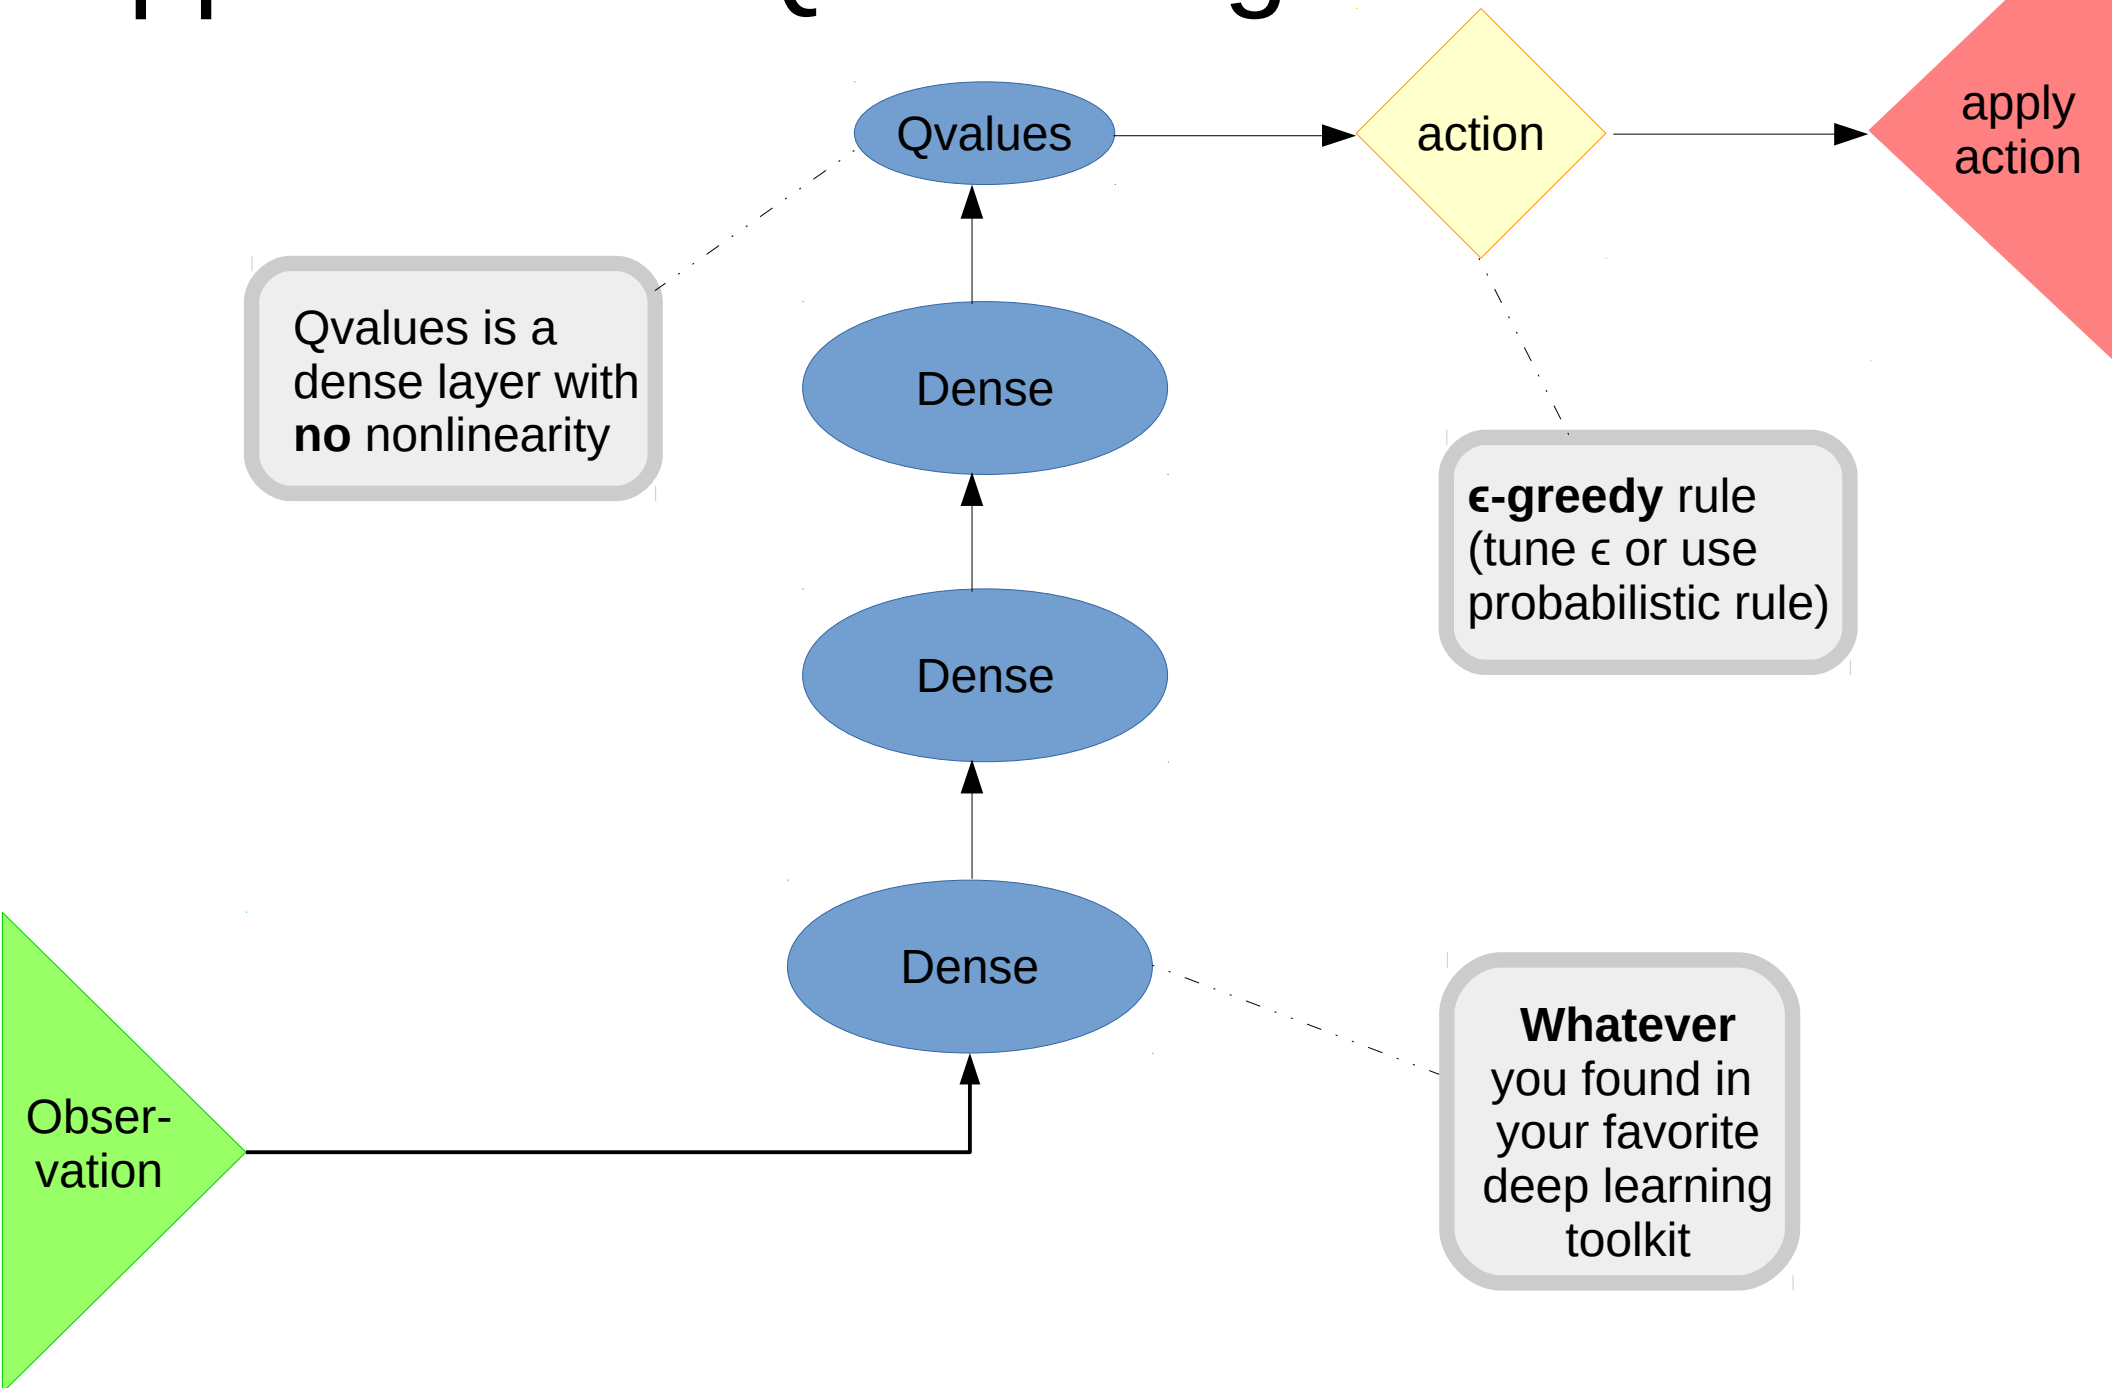 Qvalues
action
apply
action
Qvalues is a
dense layer with
no nonlinearity
Dense
ϵ-greedy rule
(tune ϵ or use
probabilistic rule)
Dense
Dense
Whatever
you found in
your favorite
deep learning
toolkit
Obser-
vation